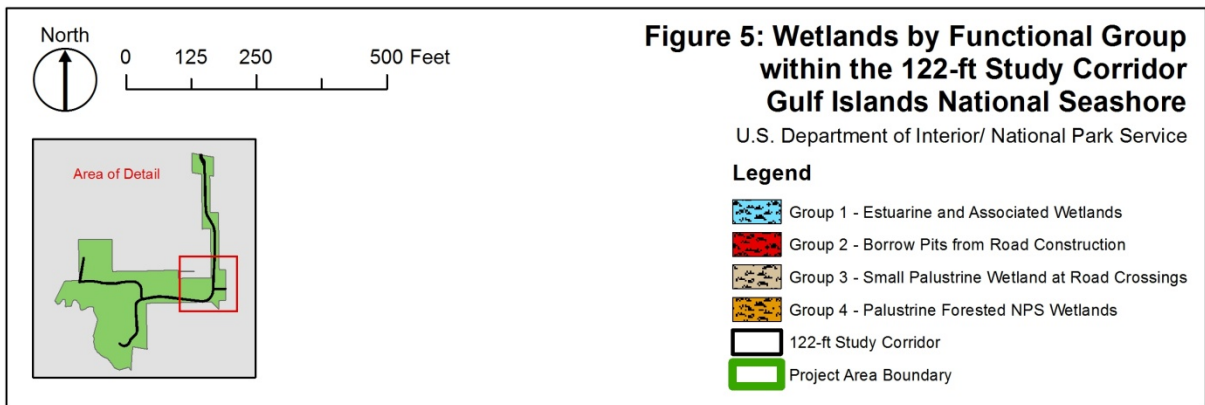 North
0 125 250 500 Feet
Area of Detail
Figure 5: Wetlands by Functional Group
within the 122-ft Study Corridor
Gulf Islands National Seashore
U.S. Department of Interior/ National Park Service
Legend
Group 1 - Estuarine and Associated Wetlands
Group 2 - Borrow Pits from Road Construction
Group 3 - Small Palustrine Wetland at Road Crossings
Group 4 - Palustrine Forested NPS Wetlands
122-ft Study Corridor
Project Area Boundary